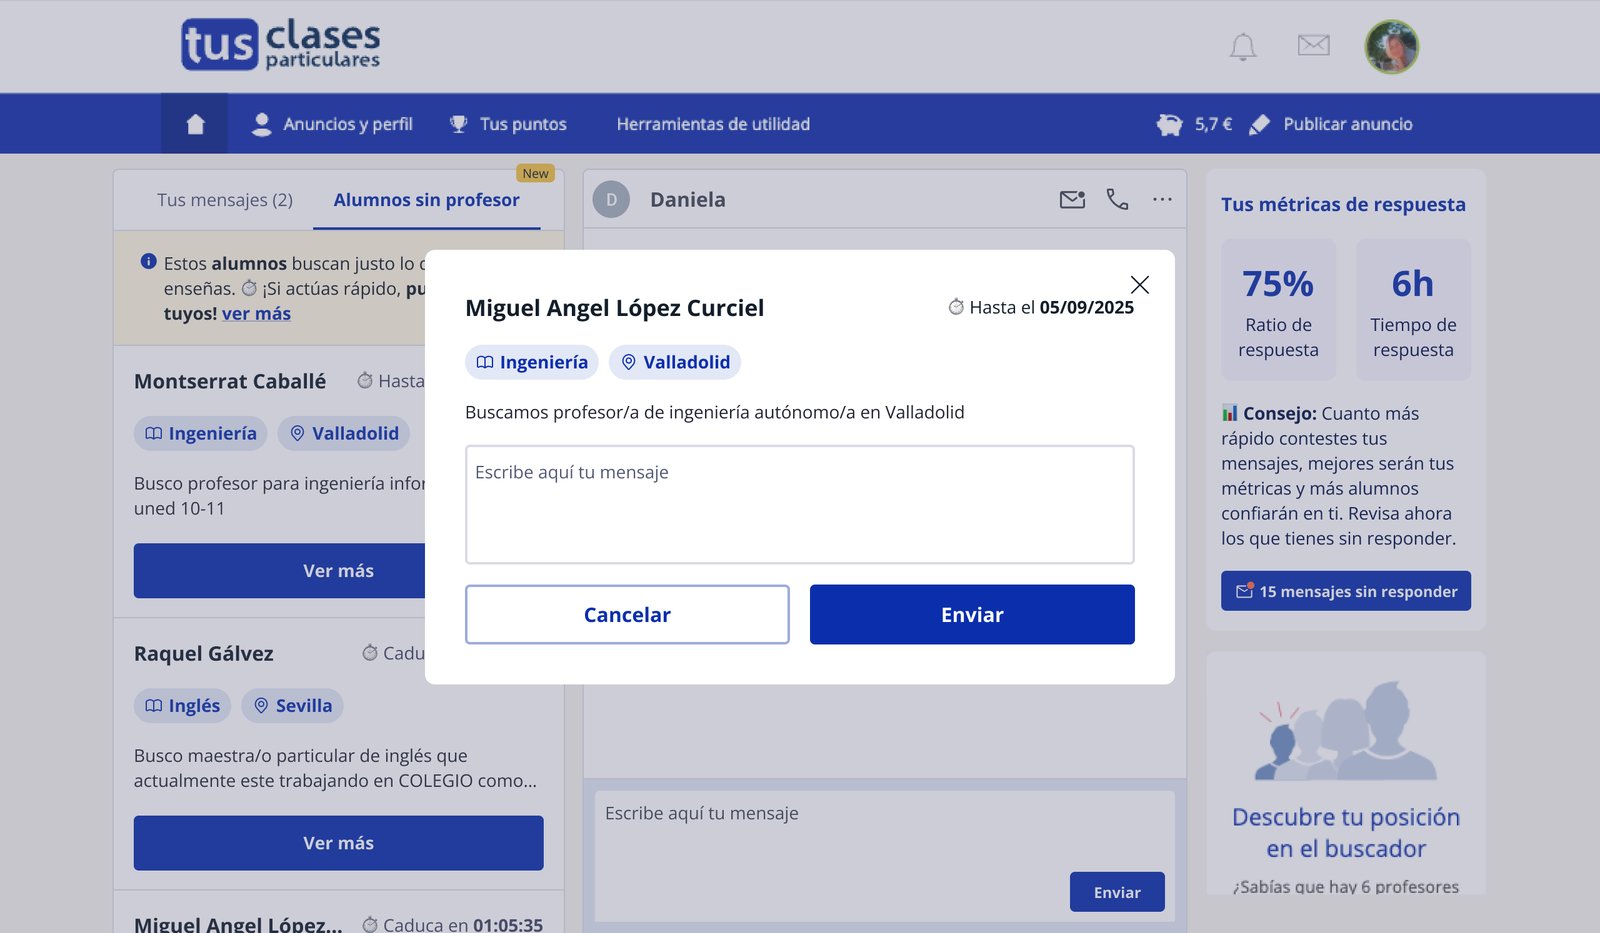 tus clases
particulares
Anuncios y perfil
Tus puntos
Herramientas de utilidad
5,7 €
Publicar anuncio
New
Tus mensajes (2)
Alumnos sin profesor
Estos alumnos buscan justo lo
enseñas. ⏱ ¡Si actúas rápido,
tuyos! ver más
Montserrat Caballé
⏱ Hasta
Ingeniería
Valladolid
Busco profesor para ingeniería
uned 10-11
Ver más
Raquel Gálvez
⏱
Inglés
Sevilla
Busco maestra/o particular de inglés que
actualmente este trabajando en COLEGIO como...
Ver más
Miguel Angel López...
⏱ Caduca en 01:05:35
D
Daniela
...
Miguel Angel López Curciel
⏱ Hasta el 05/09/2025
Ingeniería
Valladolid
Buscamos profesor/a de ingeniería autónomo/a en Valladolid
Escribe aquí tu mensaje
Cancelar
Enviar
Escribe aquí tu mensaje
Enviar
Tus métricas de respuesta
75%
Ratio de
respuesta
6h
Tiempo de
respuesta
📊 Consejo: Cuanto más
rápido contestes tus
mensajes, mejores serán tus
métricas y más alumnos
confiarán en ti. Revisa ahora
los que tienes sin responder.
15 mensajes sin responder
Descubre tu posición
en el buscador
¿Sabías que hay 6 profesores